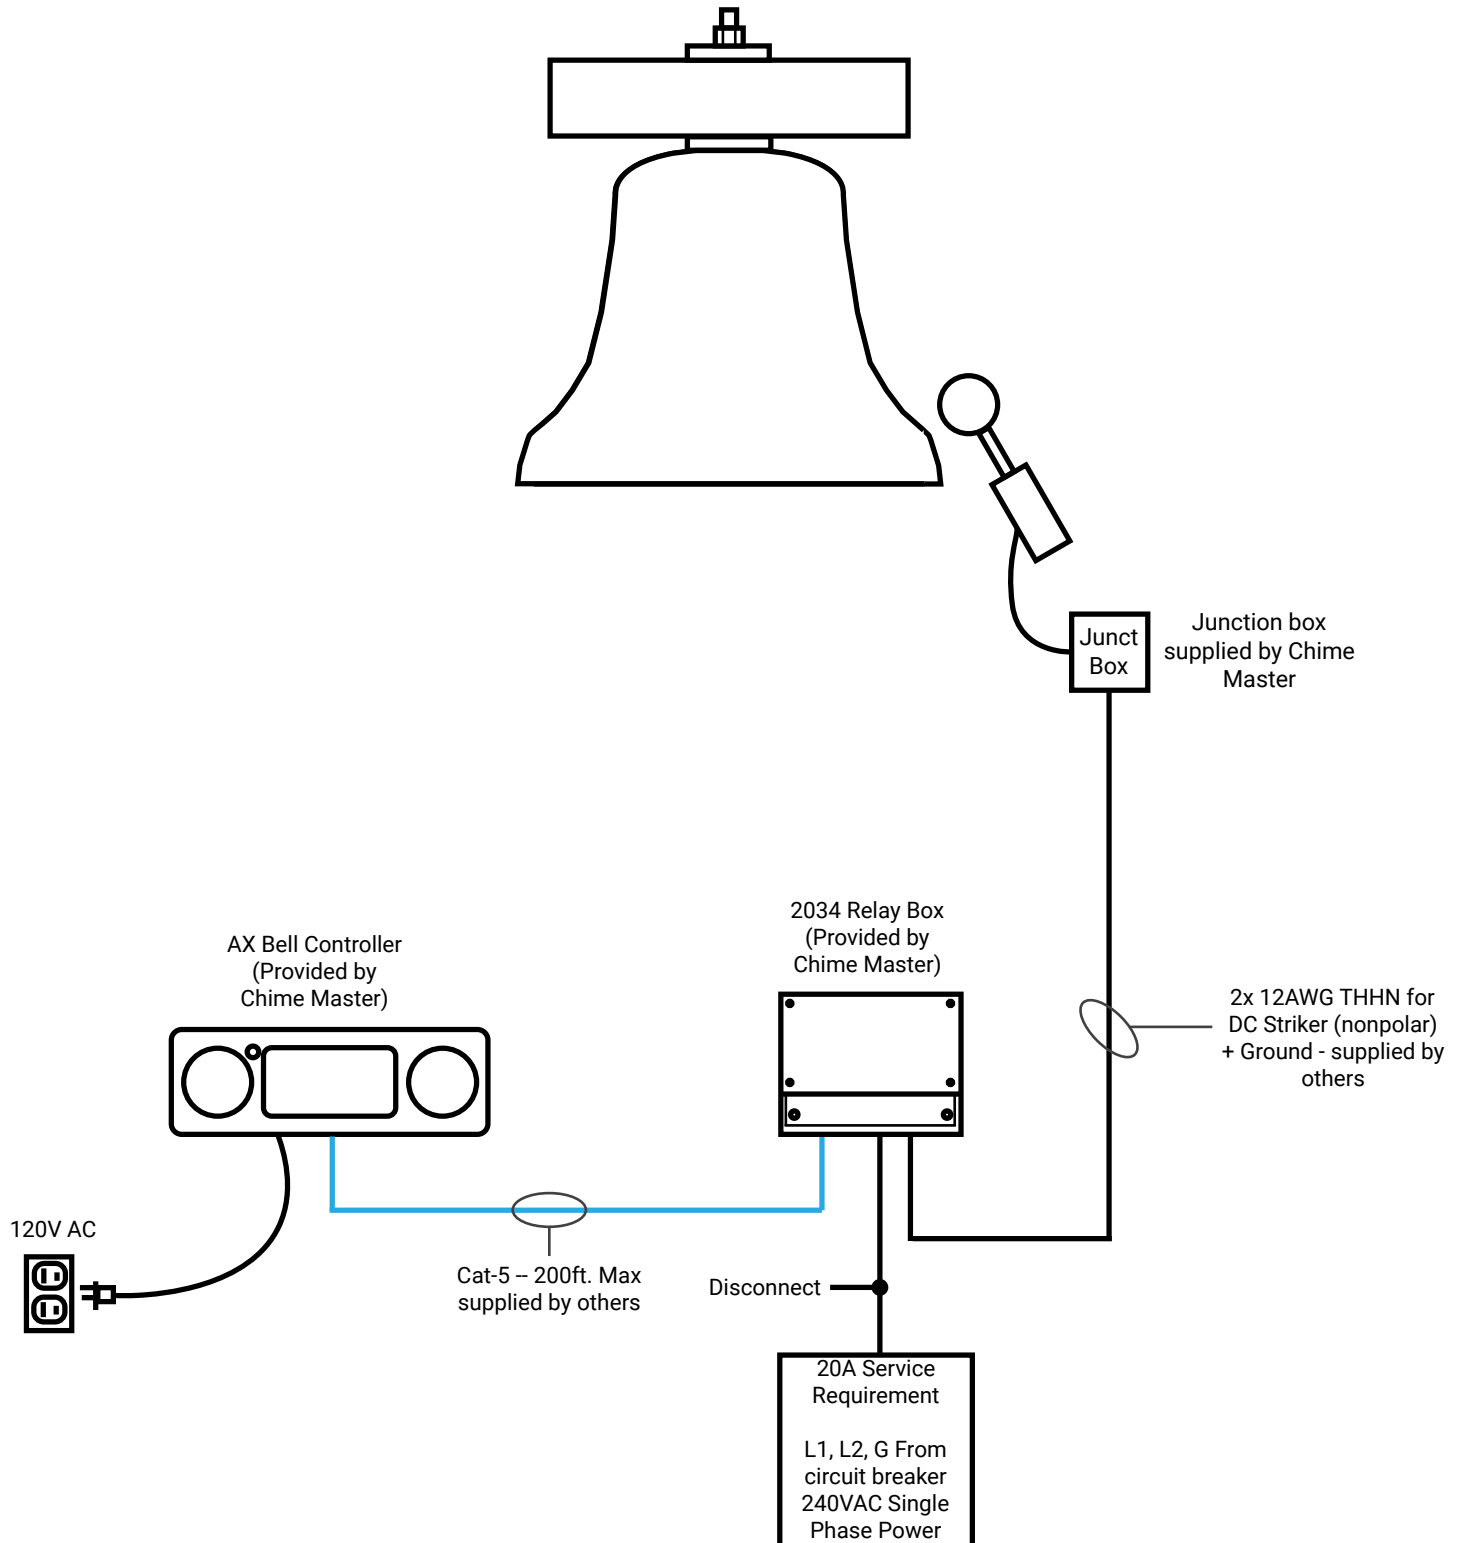 Junct
Box
Junction box
supplied by Chime
Master
2034 Relay Box
(Provided by
Chime Master)
AX Bell Controller
(Provided by
Chime Master)
2x 12AWG THHN for
DC Striker (nonpolar)
+ Ground - supplied by
others
120V AC
Cat-5 -- 200ft. Max
supplied by others
Disconnect
20A Service
Requirement
L1, L2, G From
circuit breaker
240VAC Single
Phase Power